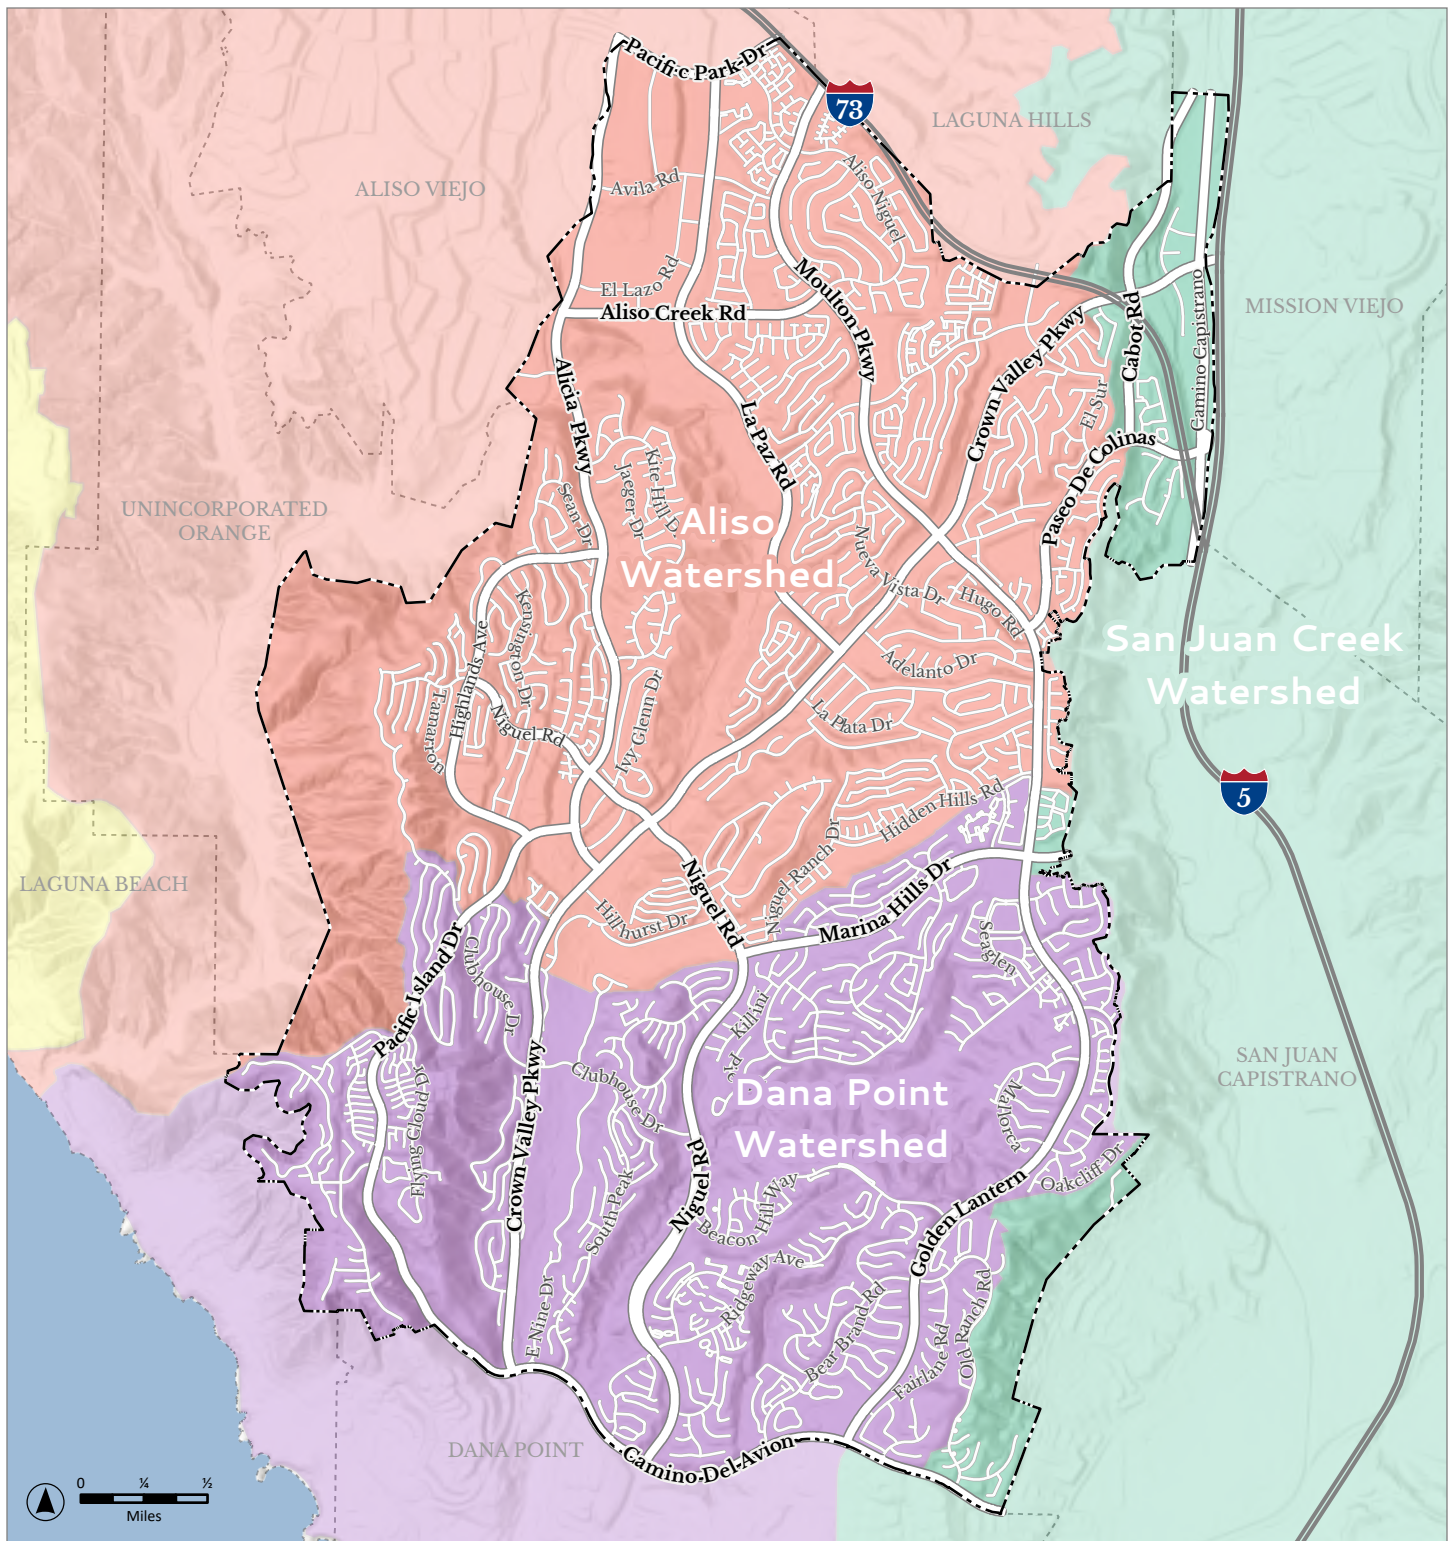 Pacific Park Dr
73
LAGUNA HILLS
ALISO VIEJO
Avila Rd
Aliso Niguel
El Lazo Rd
Aliso Creek Rd
Moulton Pkwy
Crown Valley Pkwy
Cabot Rd
Camino Capistrano
MISSION VIEJO
Alicia Pkwy
La Paz Rd
El Sur
Paseo De Colinas
Kite Hill D
Jaeger Dr
Sean Dr
UNINCORPORATED
ORANGE
Aliso
Watershed
Nueva Vista Dr
Hugo Rd
San Juan Creek
Watershed
Kensington Dr
Highlands Ave
Tamarron
Niguel Rd
Ivy Glenn Dr
Adelanto Dr
La Plata Dr
5
Hidden Hills Rd
Niguel Ranch Dr
LAGUNA BEACH
Niguel Rd
Marina Hills Dr
Hillhurst Dr
Seaglen
Pacific Island Dr
Clubhouse Dr
Killini
SAN JUAN
CAPISTRANO
Crown Valley Pkwy
Clubhouse Dr
Flying Cloud Dr
Dana Point
Watershed
Mallorca
Oakcliff Dr
Niguel Rd
South Peak
Beacon Hill Way
Golden Lantern
Ridgeway Ave
E Nine Dr
Bear Brand Rd
Fairlane Rd
Old Ranch Rd
DANA POINT
Camino Del Avion
0 ¼ ½
Miles